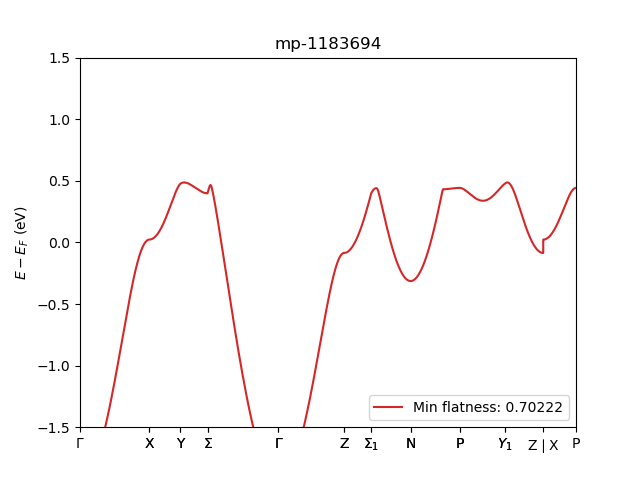 mp-1183694
E − E_F (eV)
1.5
1.0
0.5
0.0
−0.5
−1.0
−1.5
Min flatness: 0.70222
Γ X Y Σ Γ Z Σ₁ N P Y₁ Z | X P